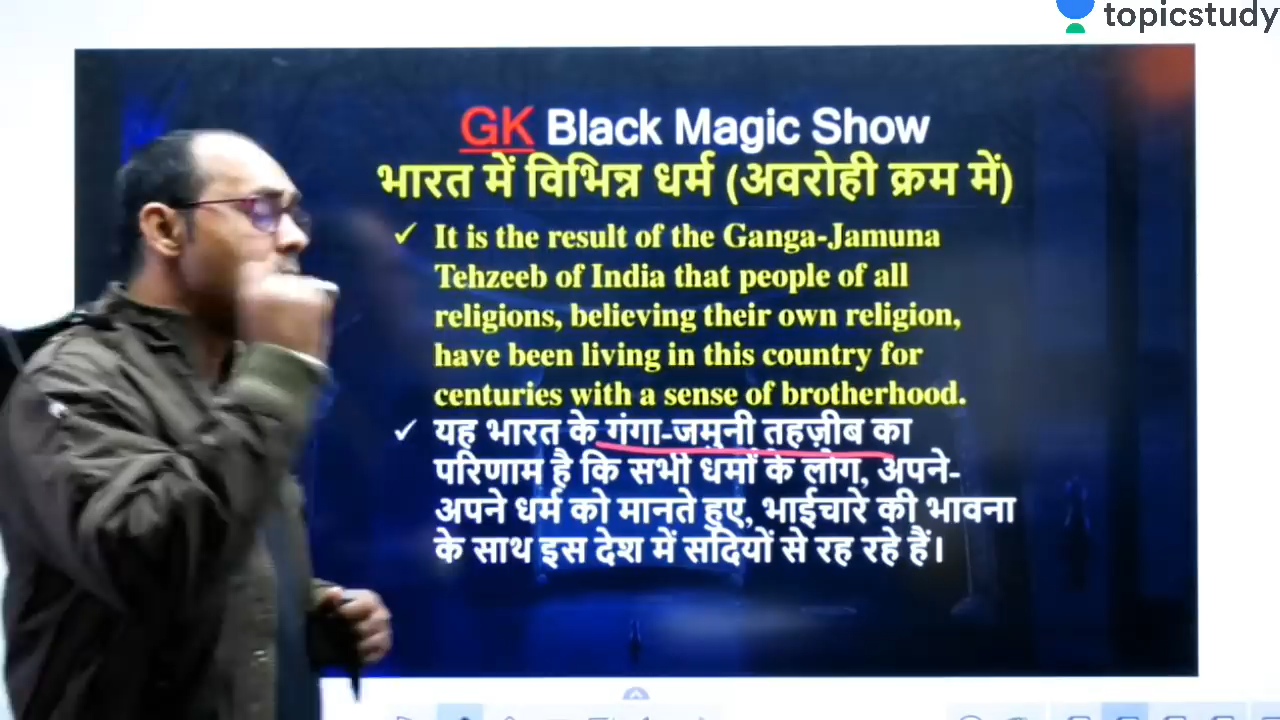 topicstudy
GK Black Magic Show
भारत में विभिन्न धर्म (अवरोही क्रम में)
✓ It is the result of the Ganga-Jamuna
Tehzeeb of India that people of all
religions, believing their own religion,
have been living in this country for
centuries with a sense of brotherhood.
✓ यह भारत के गंगा-जमुनी तहज़ीब का
परिणाम है कि सभी धर्मों के लोग, अपने-
अपने धर्म को मानते हुए, भाईचारे की भावना
के साथ इस देश में सदियों से रह रहे हैं।